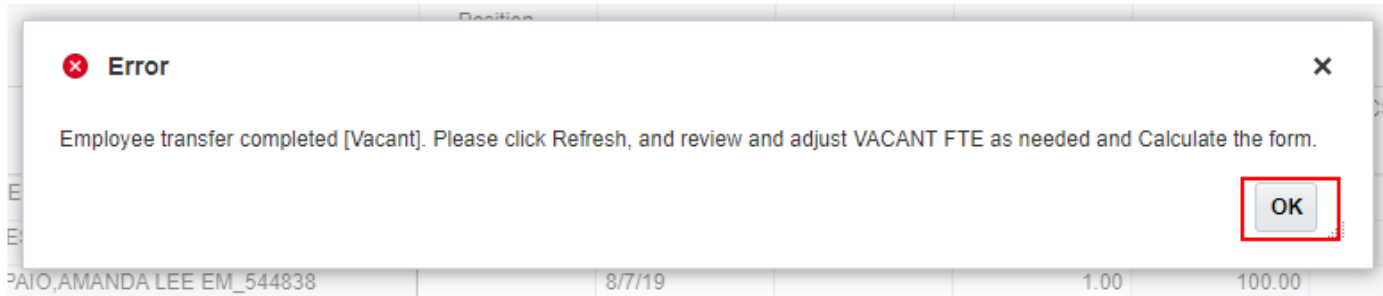 Position
Error
Employee transfer completed [Vacant]. Please click Refresh, and review and adjust VACANT FTE as needed and Calculate the form.
OK
PAIO,AMANDA LEE EM_544838 8/7/19 1.00 100.00